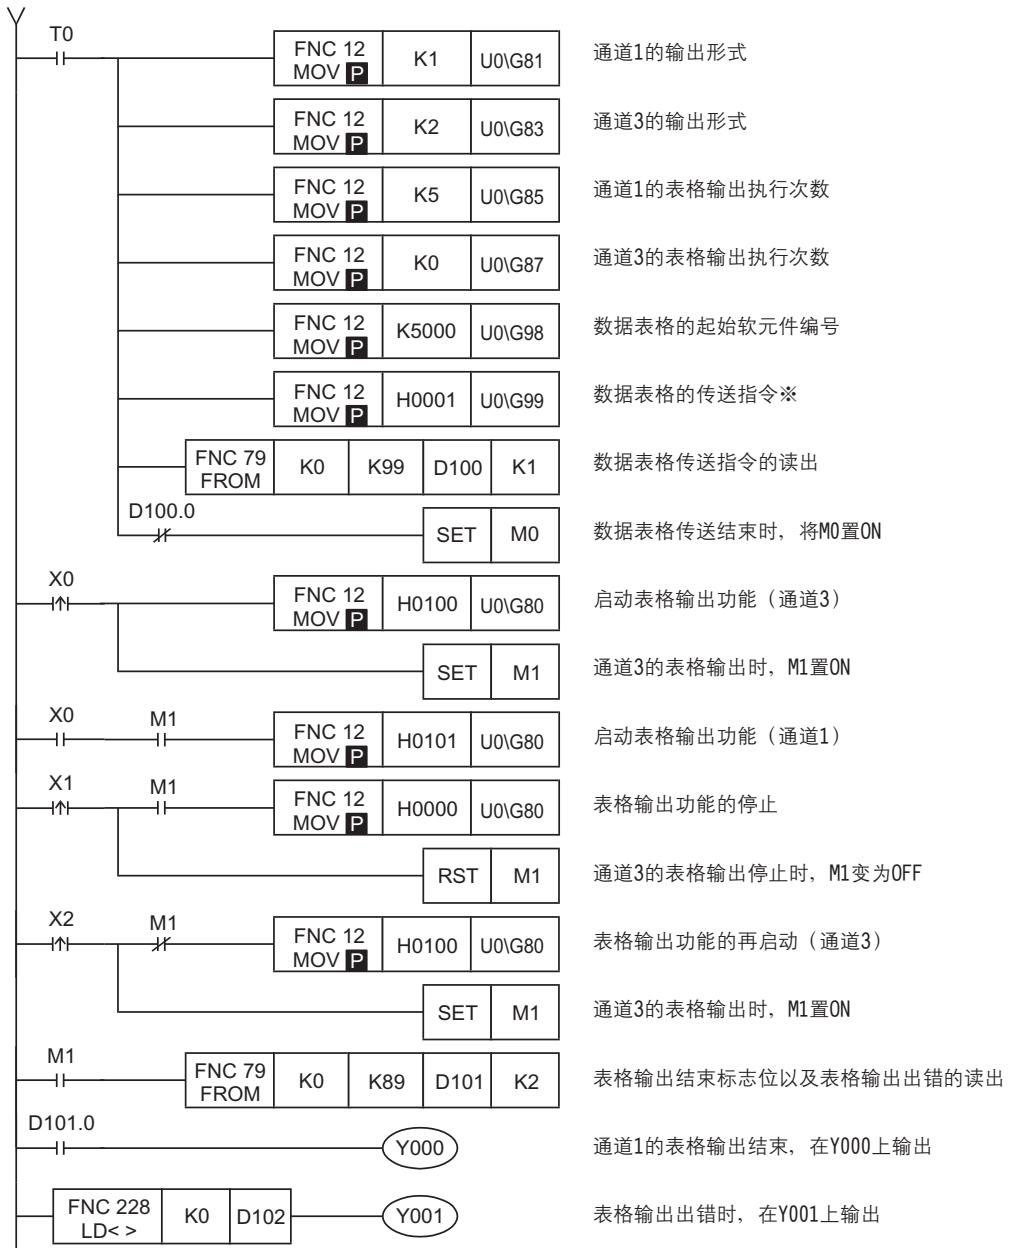 T0
FNC 12 MOV P K1 U0\G81 通道1的输出形式
FNC 12 MOV P K2 U0\G83 通道3的输出形式
FNC 12 MOV P K5 U0\G85 通道1的表格输出执行次数
FNC 12 MOV P K0 U0\G87 通道3的表格输出执行次数
FNC 12 MOV P K5000 U0\G98 数据表格的起始软元件编号
FNC 12 MOV P H0001 U0\G99 数据表格的传送指令※
FNC 79 FROM K0 K99 D100 K1 数据表格传送指令的读出
D100.0
SET M0 数据表格传送结束时，将M0置ON
X0
FNC 12 MOV P H0100 U0\G80 启动表格输出功能（通道3）
SET M1 通道3的表格输出时，M1置ON
X0 M1
FNC 12 MOV P H0101 U0\G80 启动表格输出功能（通道1）
X1 M1
FNC 12 MOV P H0000 U0\G80 表格输出功能的停止
RST M1 通道3的表格输出停止时，M1变为OFF
X2 M1
FNC 12 MOV P H0100 U0\G80 表格输出功能的再启动（通道3）
SET M1 通道3的表格输出时，M1置ON
M1
FNC 79 FROM K0 K89 D101 K2 表格输出结束标志位以及表格输出出错的读出
D101.0
Y000 通道1的表格输出结束，在Y000上输出
FNC 228 LD< > K0 D102 Y001 表格输出出错时，在Y001上输出